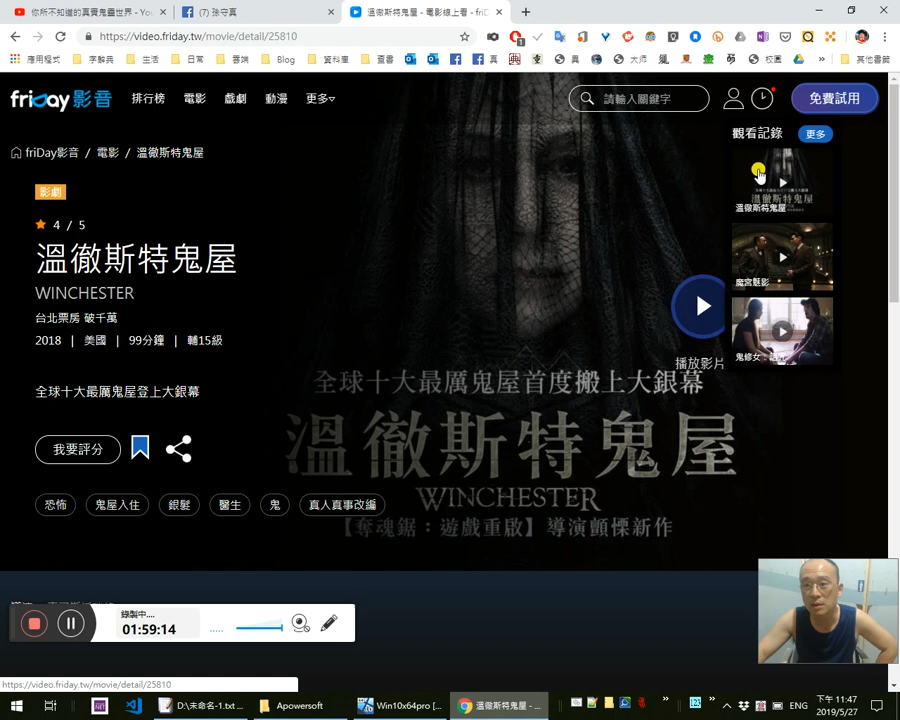 你所不知道的真實鬼靈世界 - You
(7) 張守真
溫徹斯特鬼屋 - 電影線上看 - friD
https://video.friday.tw/movie/detail/25810
應用程式
字辭典
生活
日常
雲端
Blog
資料庫
查書
真
興
大師
校園
其他書籤
friDay影音
排行榜
電影
戲劇
動漫
更多
請輸入關鍵字
免費試用
觀看記錄
更多
friDay影音 / 電影 / 溫徹斯特鬼屋
影劇
4 / 5
溫徹斯特鬼屋
WINCHESTER
台北票房 破千萬
2018 | 美國 | 99分鐘 | 輔15級
全球十大最厲鬼屋登上大銀幕
我要評分
恐怖
鬼屋入住
銀髮
醫生
鬼
真人真事改編
播放影片
全球十大最厲鬼屋首度搬上大銀幕
溫徹斯特鬼屋
WINCHESTER
【奪魂鋸：遊戲重啟】導演顫慄新作
溫徹斯特鬼屋
溫徹斯特鬼屋
魔宮魅影
鬼修女：
錄製中....
01:59:14
https://video.friday.tw/movie/detail/25810
D:\未命名-1.txt ...
Apowersoft
Win10x64pro [...
溫徹斯特鬼屋 -...
ENG
下午 11:47
2019/5/27